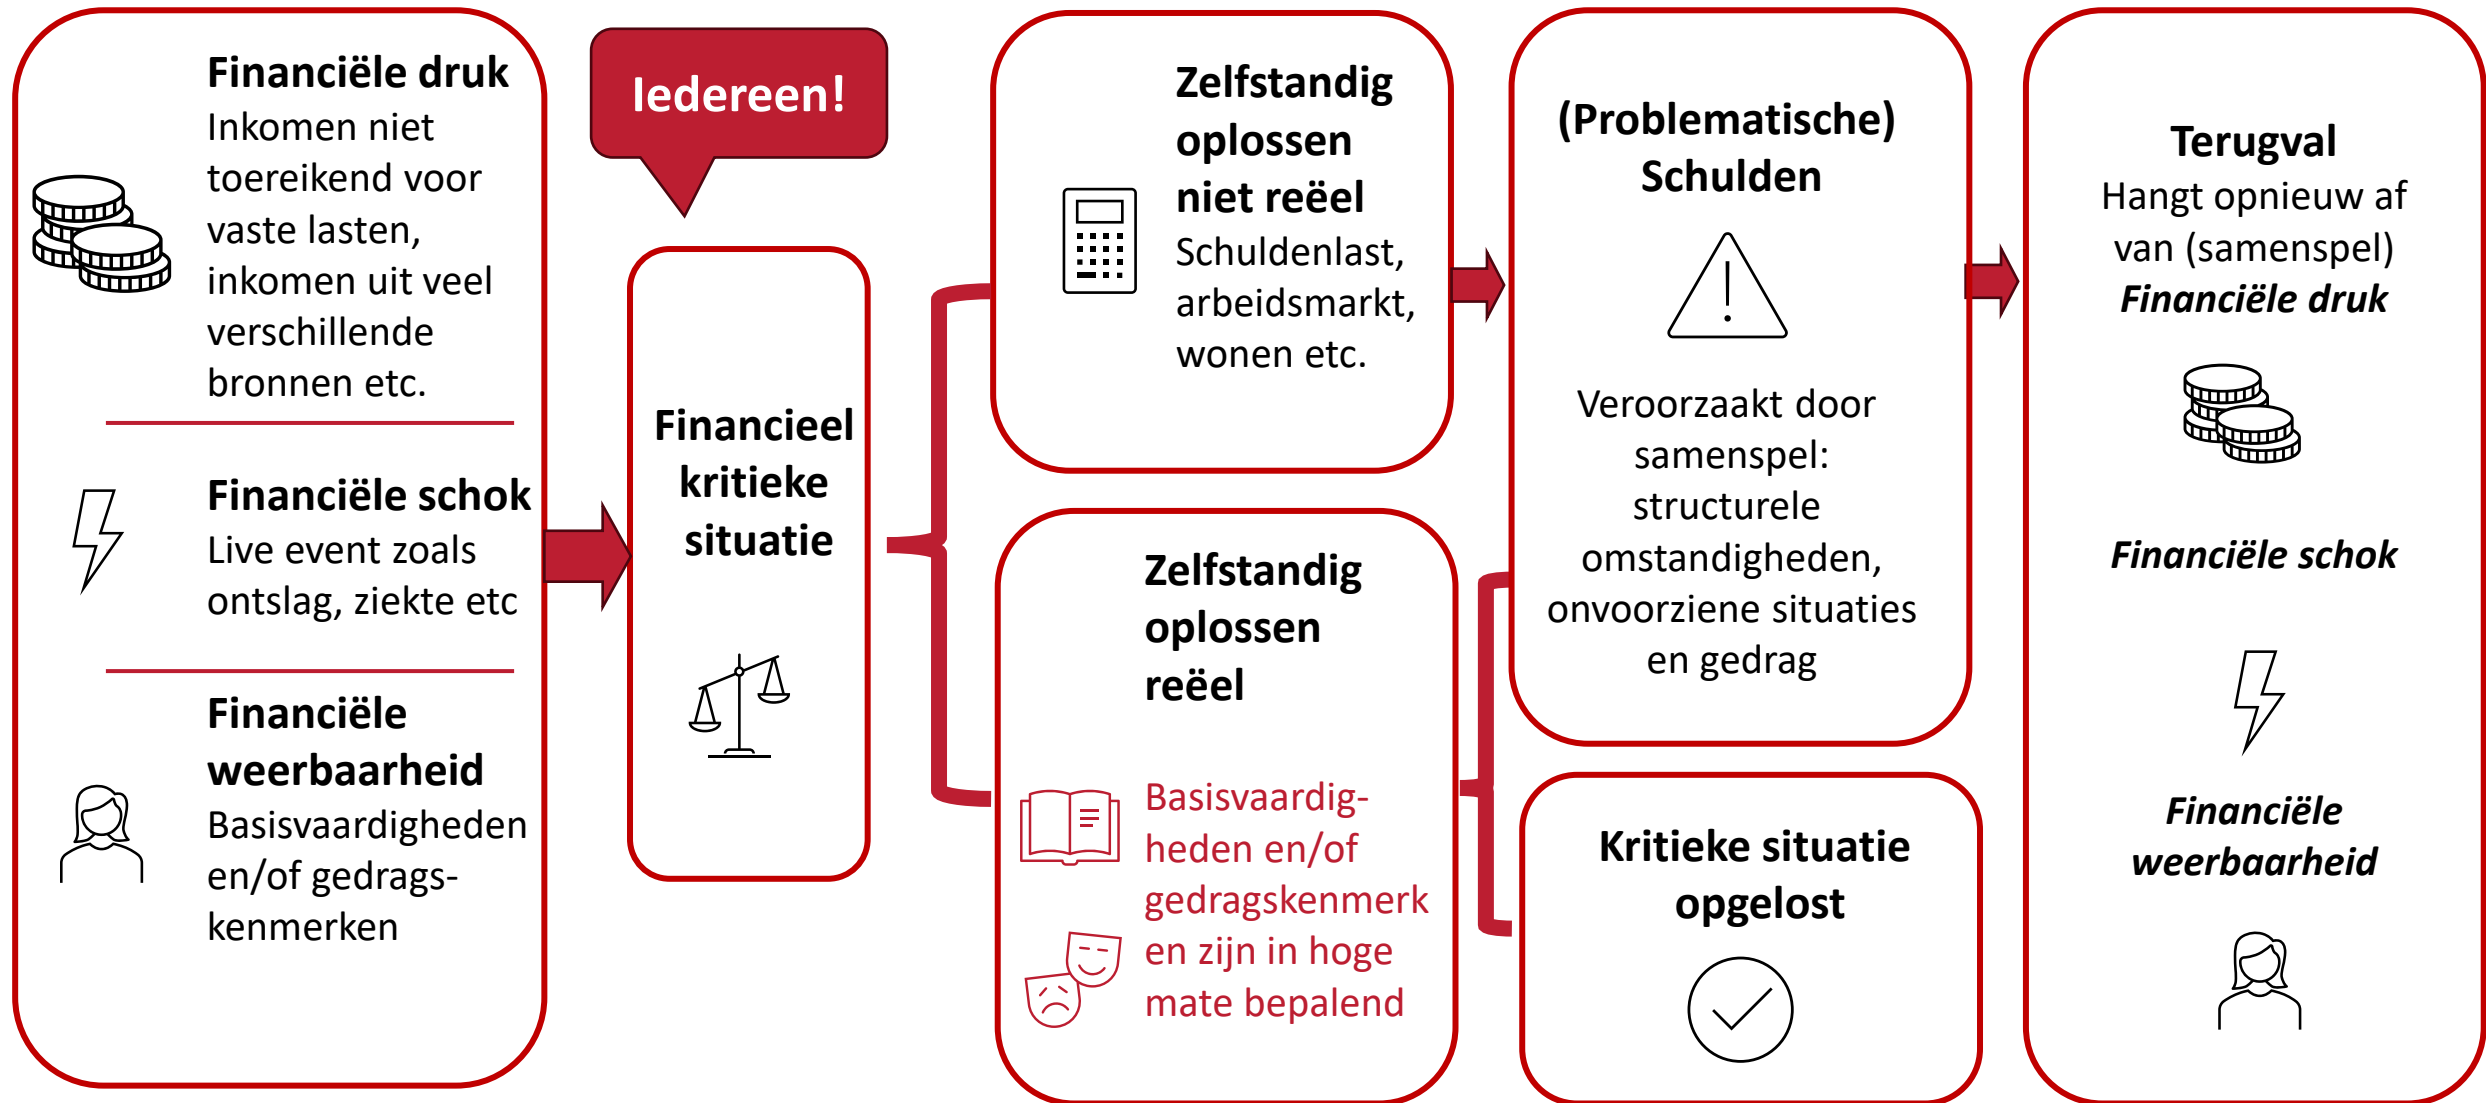 Financiële druk
Inkomen niet
toereikend voor
vaste lasten,
inkomen uit veel
verschillende
bronnen etc.
Financiële schok
Live event zoals
ontslag, ziekte etc
Financiële
weerbaarheid
Basisvaardigheden
en/of gedrags-
kenmerken
Iedereen!
Financieel
kritieke
situatie
Zelfstandig
oplossen
niet reëel
Schuldenlast,
arbeidsmarkt,
wonen etc.
Zelfstandig
oplossen
reëel
Basisvaardig-
heden en/of
gedragskenmerk
en zijn in hoge
mate bepalend
(Problematische)
Schulden
Veroorzaakt door
samenspel:
structurele
omstandigheden,
onvoorziene situaties
en gedrag
Kritieke situatie
opgelost
Terugval
Hangt opnieuw af
van (samenspel)
Financiële druk
Financiële schok
Financiële
weerbaarheid